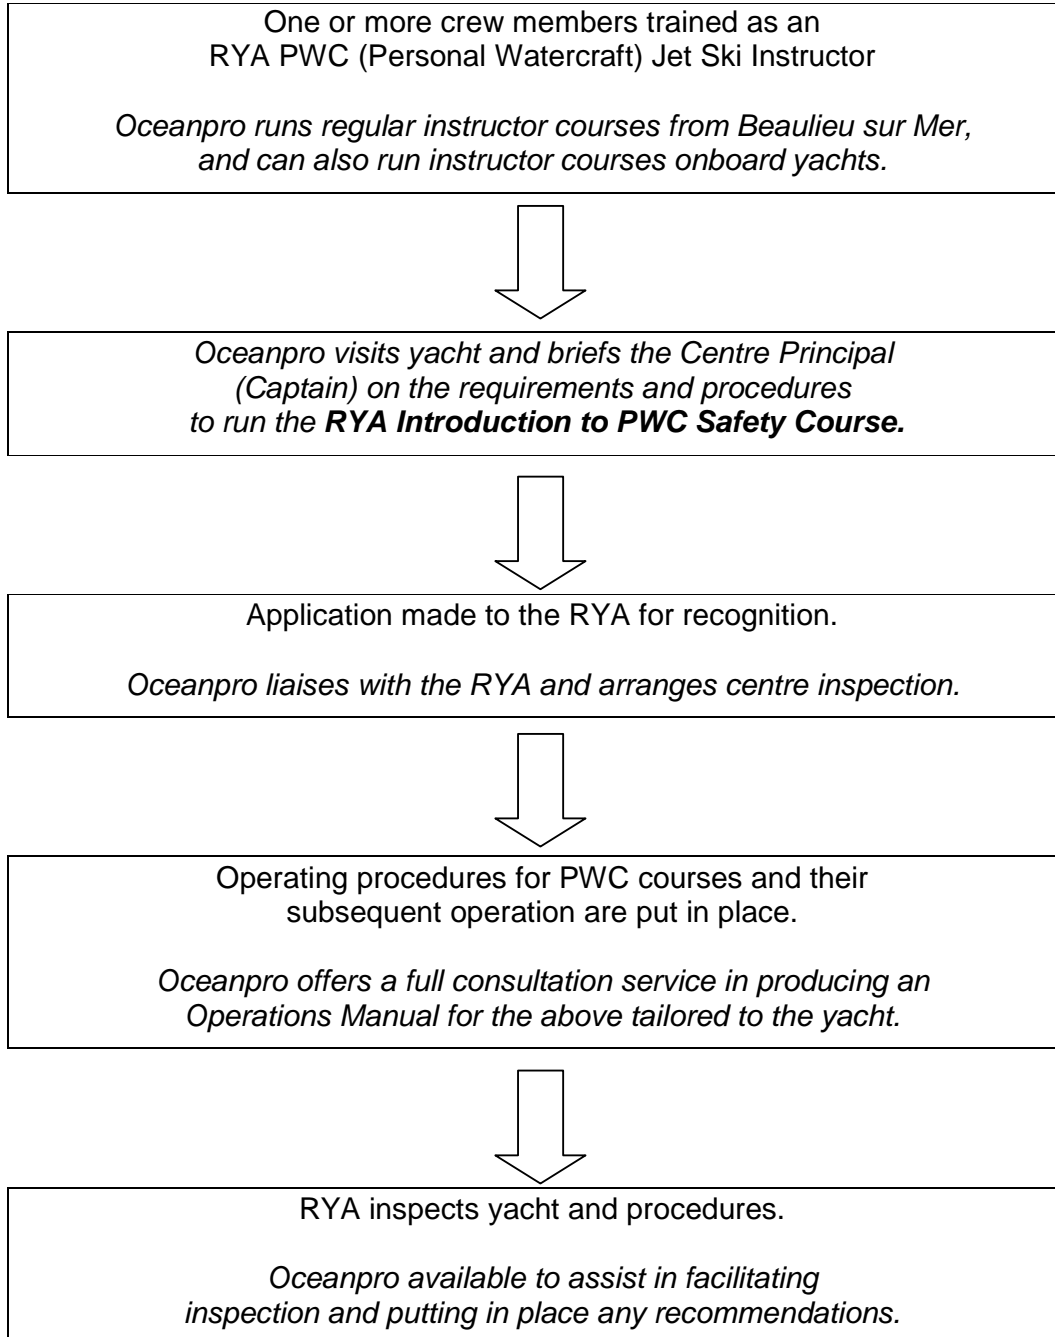 One or more crew members trained as an
RYA PWC (Personal Watercraft) Jet Ski Instructor
Oceanpro runs regular instructor courses from Beaulieu sur Mer,
and can also run instructor courses onboard yachts.
Oceanpro visits yacht and briefs the Centre Principal
(Captain) on the requirements and procedures
to run the RYA Introduction to PWC Safety Course.
Application made to the RYA for recognition.
Oceanpro liaises with the RYA and arranges centre inspection.
Operating procedures for PWC courses and their
subsequent operation are put in place.
Oceanpro offers a full consultation service in producing an
Operations Manual for the above tailored to the yacht.
RYA inspects yacht and procedures.
Oceanpro available to assist in facilitating
inspection and putting in place any recommendations.